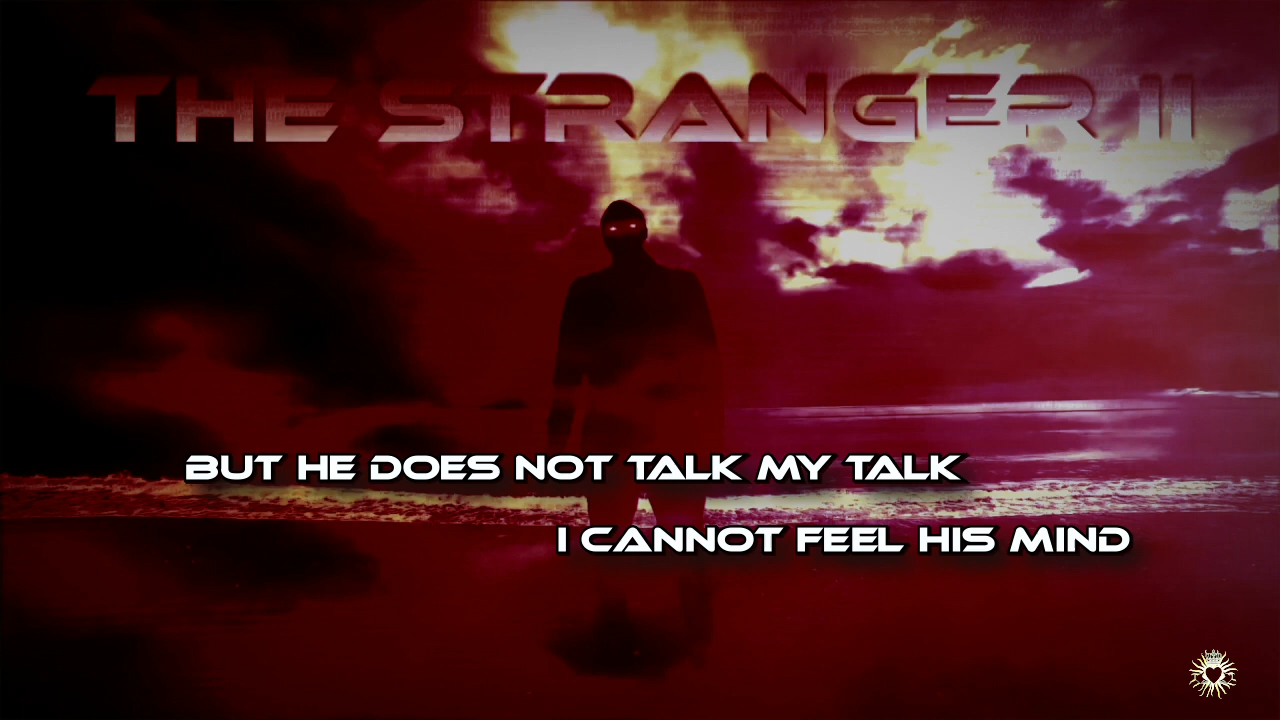 THE STRANGER II
BUT HE DOES NOT TALK MY TALK
I CANNOT FEEL HIS MIND